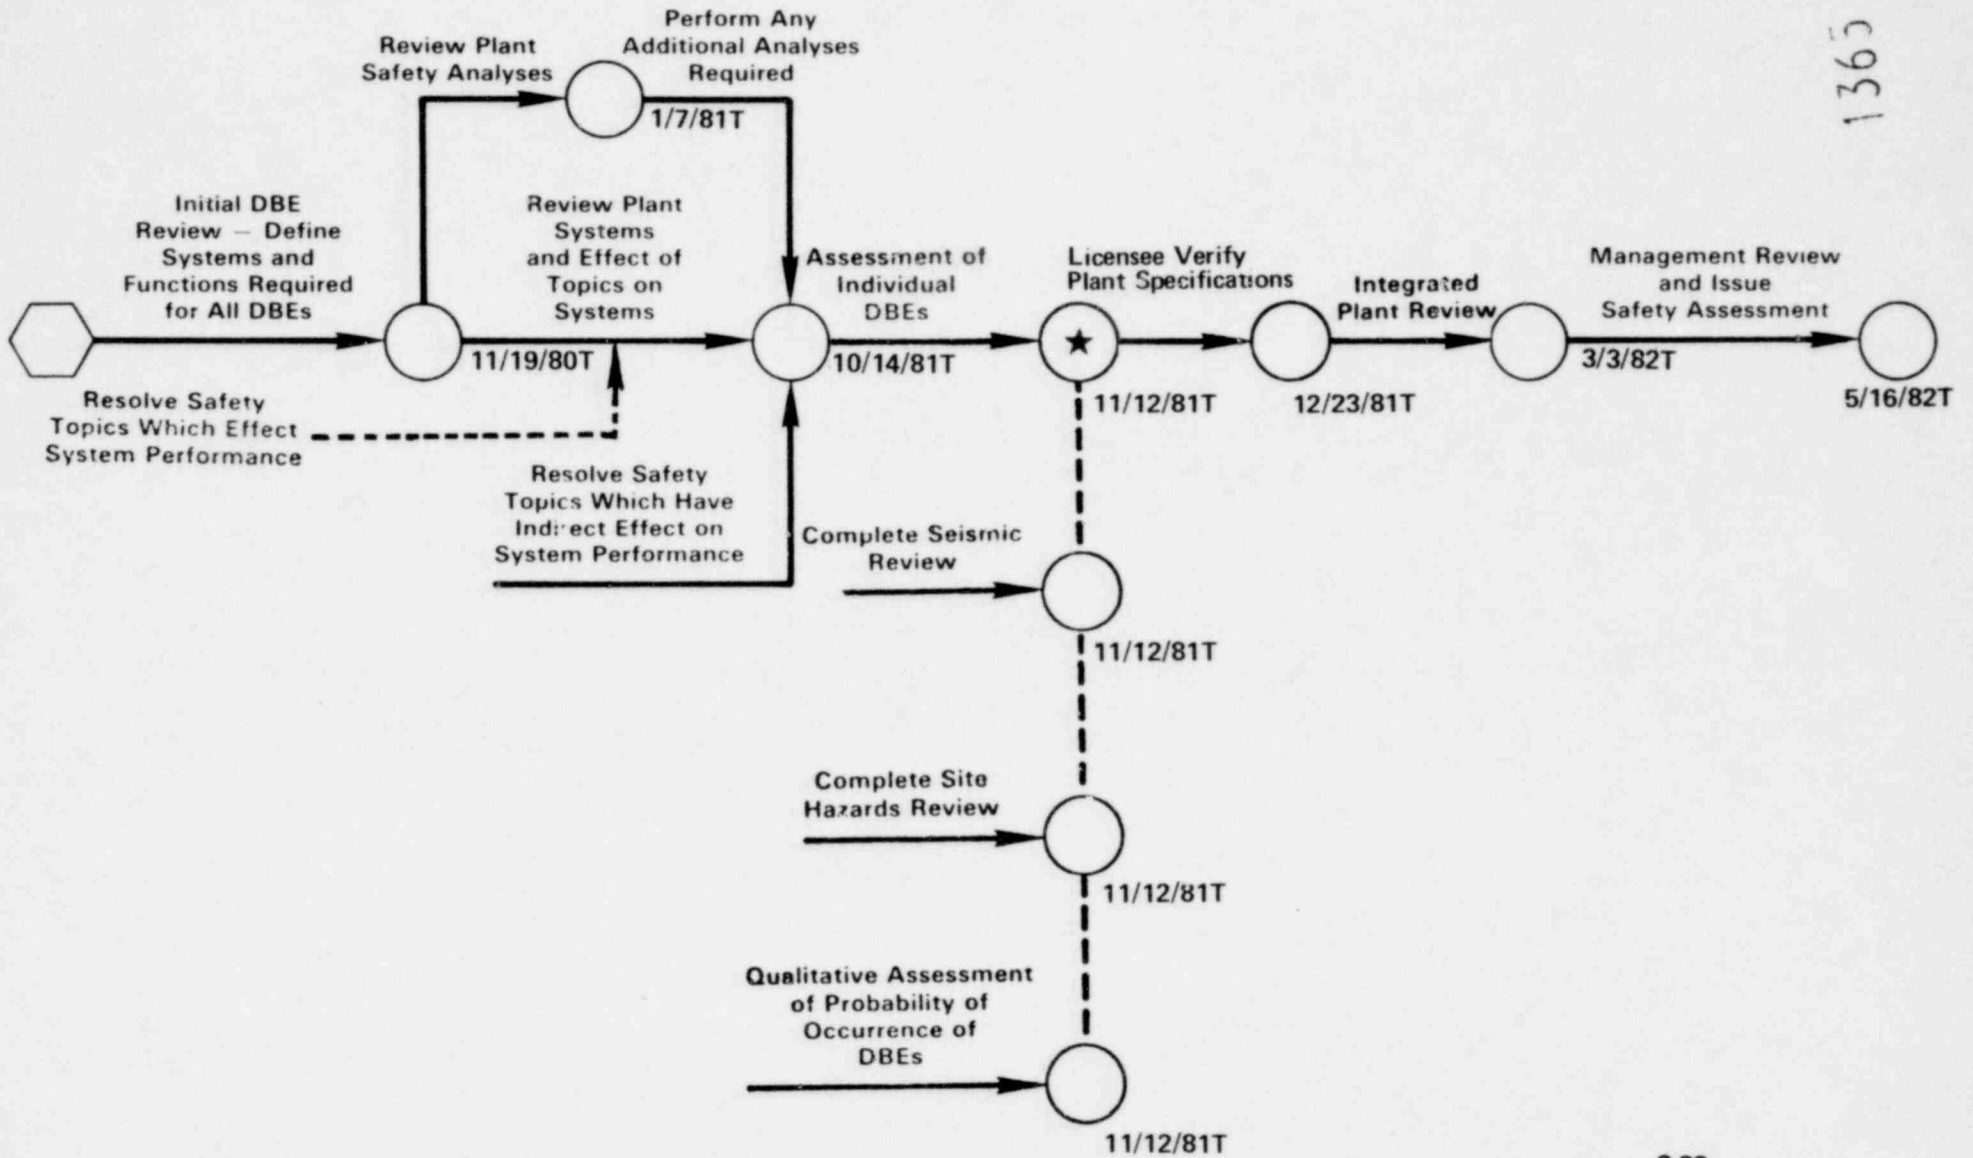 1365
Perform Any
Additional Analyses
Required
Review Plant
Safety Analyses
1/7/81T
Initial DBE
Review — Define
Systems and
Functions Required
for All DBEs
Review Plant
Systems
and Effect of
Topics on
Systems
Assessment of
Individual
DBEs
Licensee Verify
Plant Specifications
Integrated
Plant Review
Management Review
and Issue
Safety Assessment
11/19/80T
10/14/81T
★
11/12/81T
12/23/81T
3/3/82T
5/16/82T
Resolve Safety
Topics Which Effect
System Performance
Resolve Safety
Topics Which Have
Indirect Effect on
System Performance
Complete Seismic
Review
11/12/81T
Complete Site
Hazards Review
11/12/81T
Qualitative Assessment
of Probability of
Occurrence of
DBEs
11/12/81T